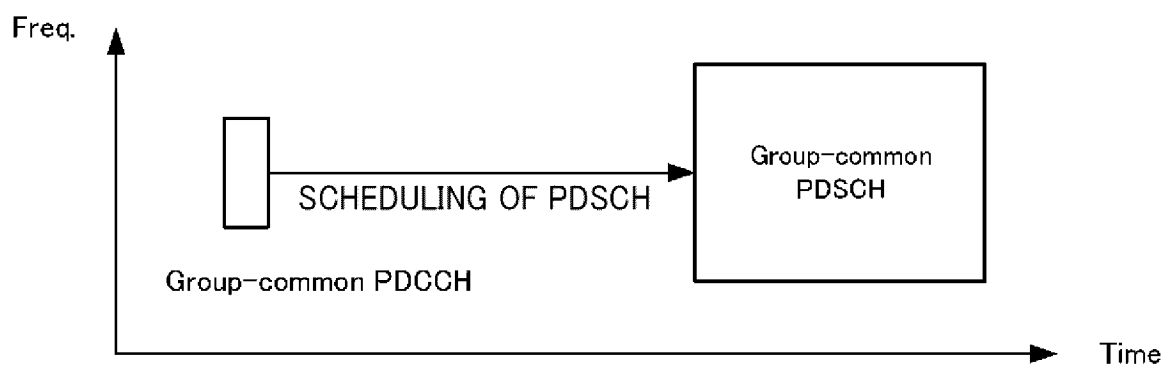 Freq.
Group-common
PDSCH
SCHEDULING OF PDSCH
Group-common PDCCH
Time